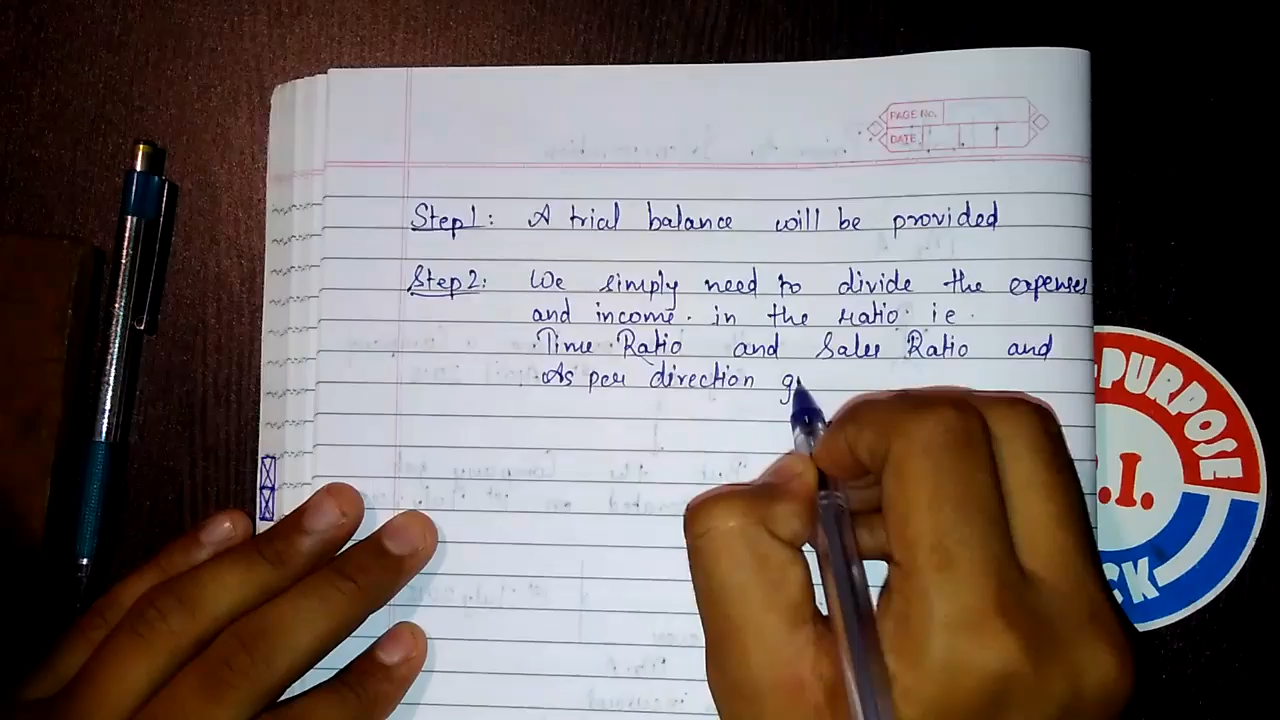 PAGE NO.
DATE
Step1: A trial balance will be provided
Step2: We simply need to divide the expenses
and income. in the ratio. ie.
Time Ratio and Sales Ratio and
As per direction g
-PURPOSE
.I.
CK